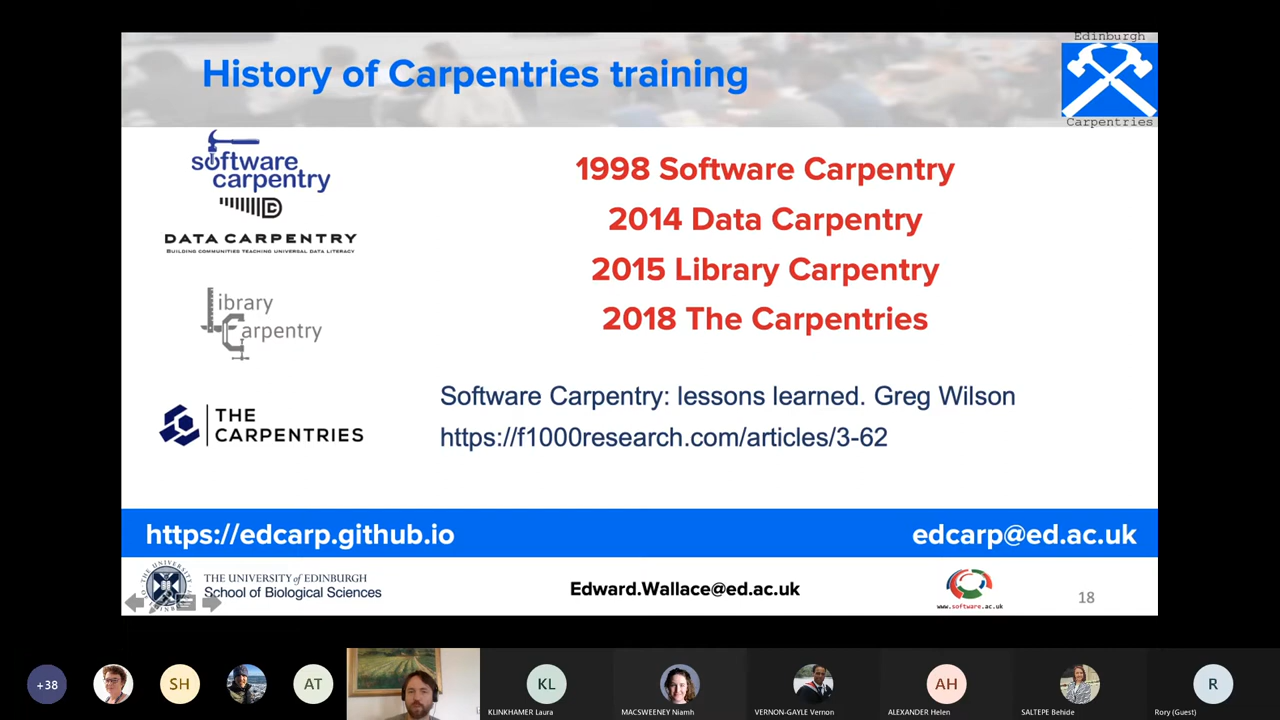 History of Carpentries training
Edinburgh
Carpentries
software
carpentry
DATA CARPENTRY
BUILDING COMMUNITIES TEACHING UNIVERSAL DATA LITERACY
Library
Carpentry
THE
CARPENTRIES
1998 Software Carpentry
2014 Data Carpentry
2015 Library Carpentry
2018 The Carpentries
Software Carpentry: lessons learned. Greg Wilson
https://f1000research.com/articles/3-62
https://edcarp.github.io
edcarp@ed.ac.uk
THE UNIVERSITY of EDINBURGH
School of Biological Sciences
Edward.Wallace@ed.ac.uk
www.software.ac.uk
18
+38
SH
AT
KL
KLINKHAMER Laura
MACSWEENEY Niamh
VERNON-GAYLE Vernon
AH
ALEXANDER Helen
SALTEPE Behide
R
Rory (Guest)